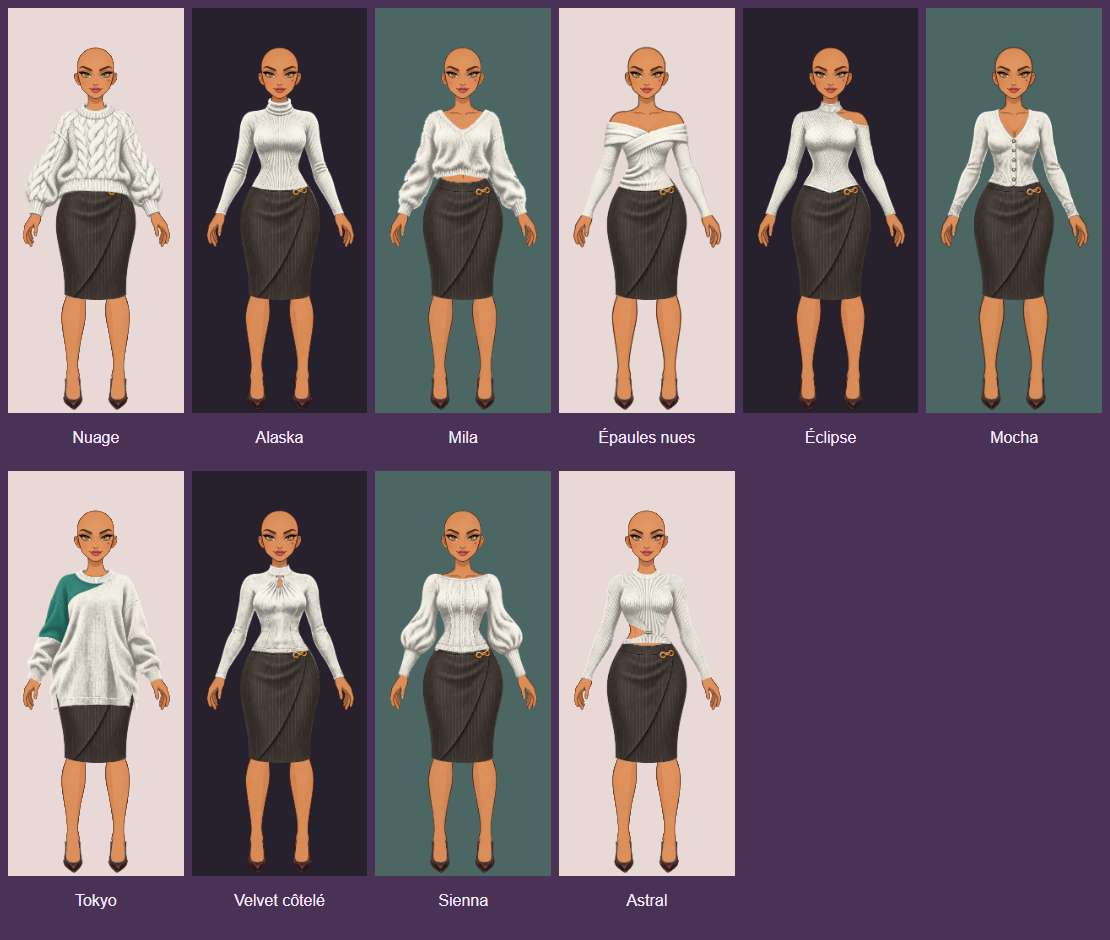 Nuage
Alaska
Mila
Épaules nues
Éclipse
Mocha
Tokyo
Velvet côtelé
Sienna
Astral